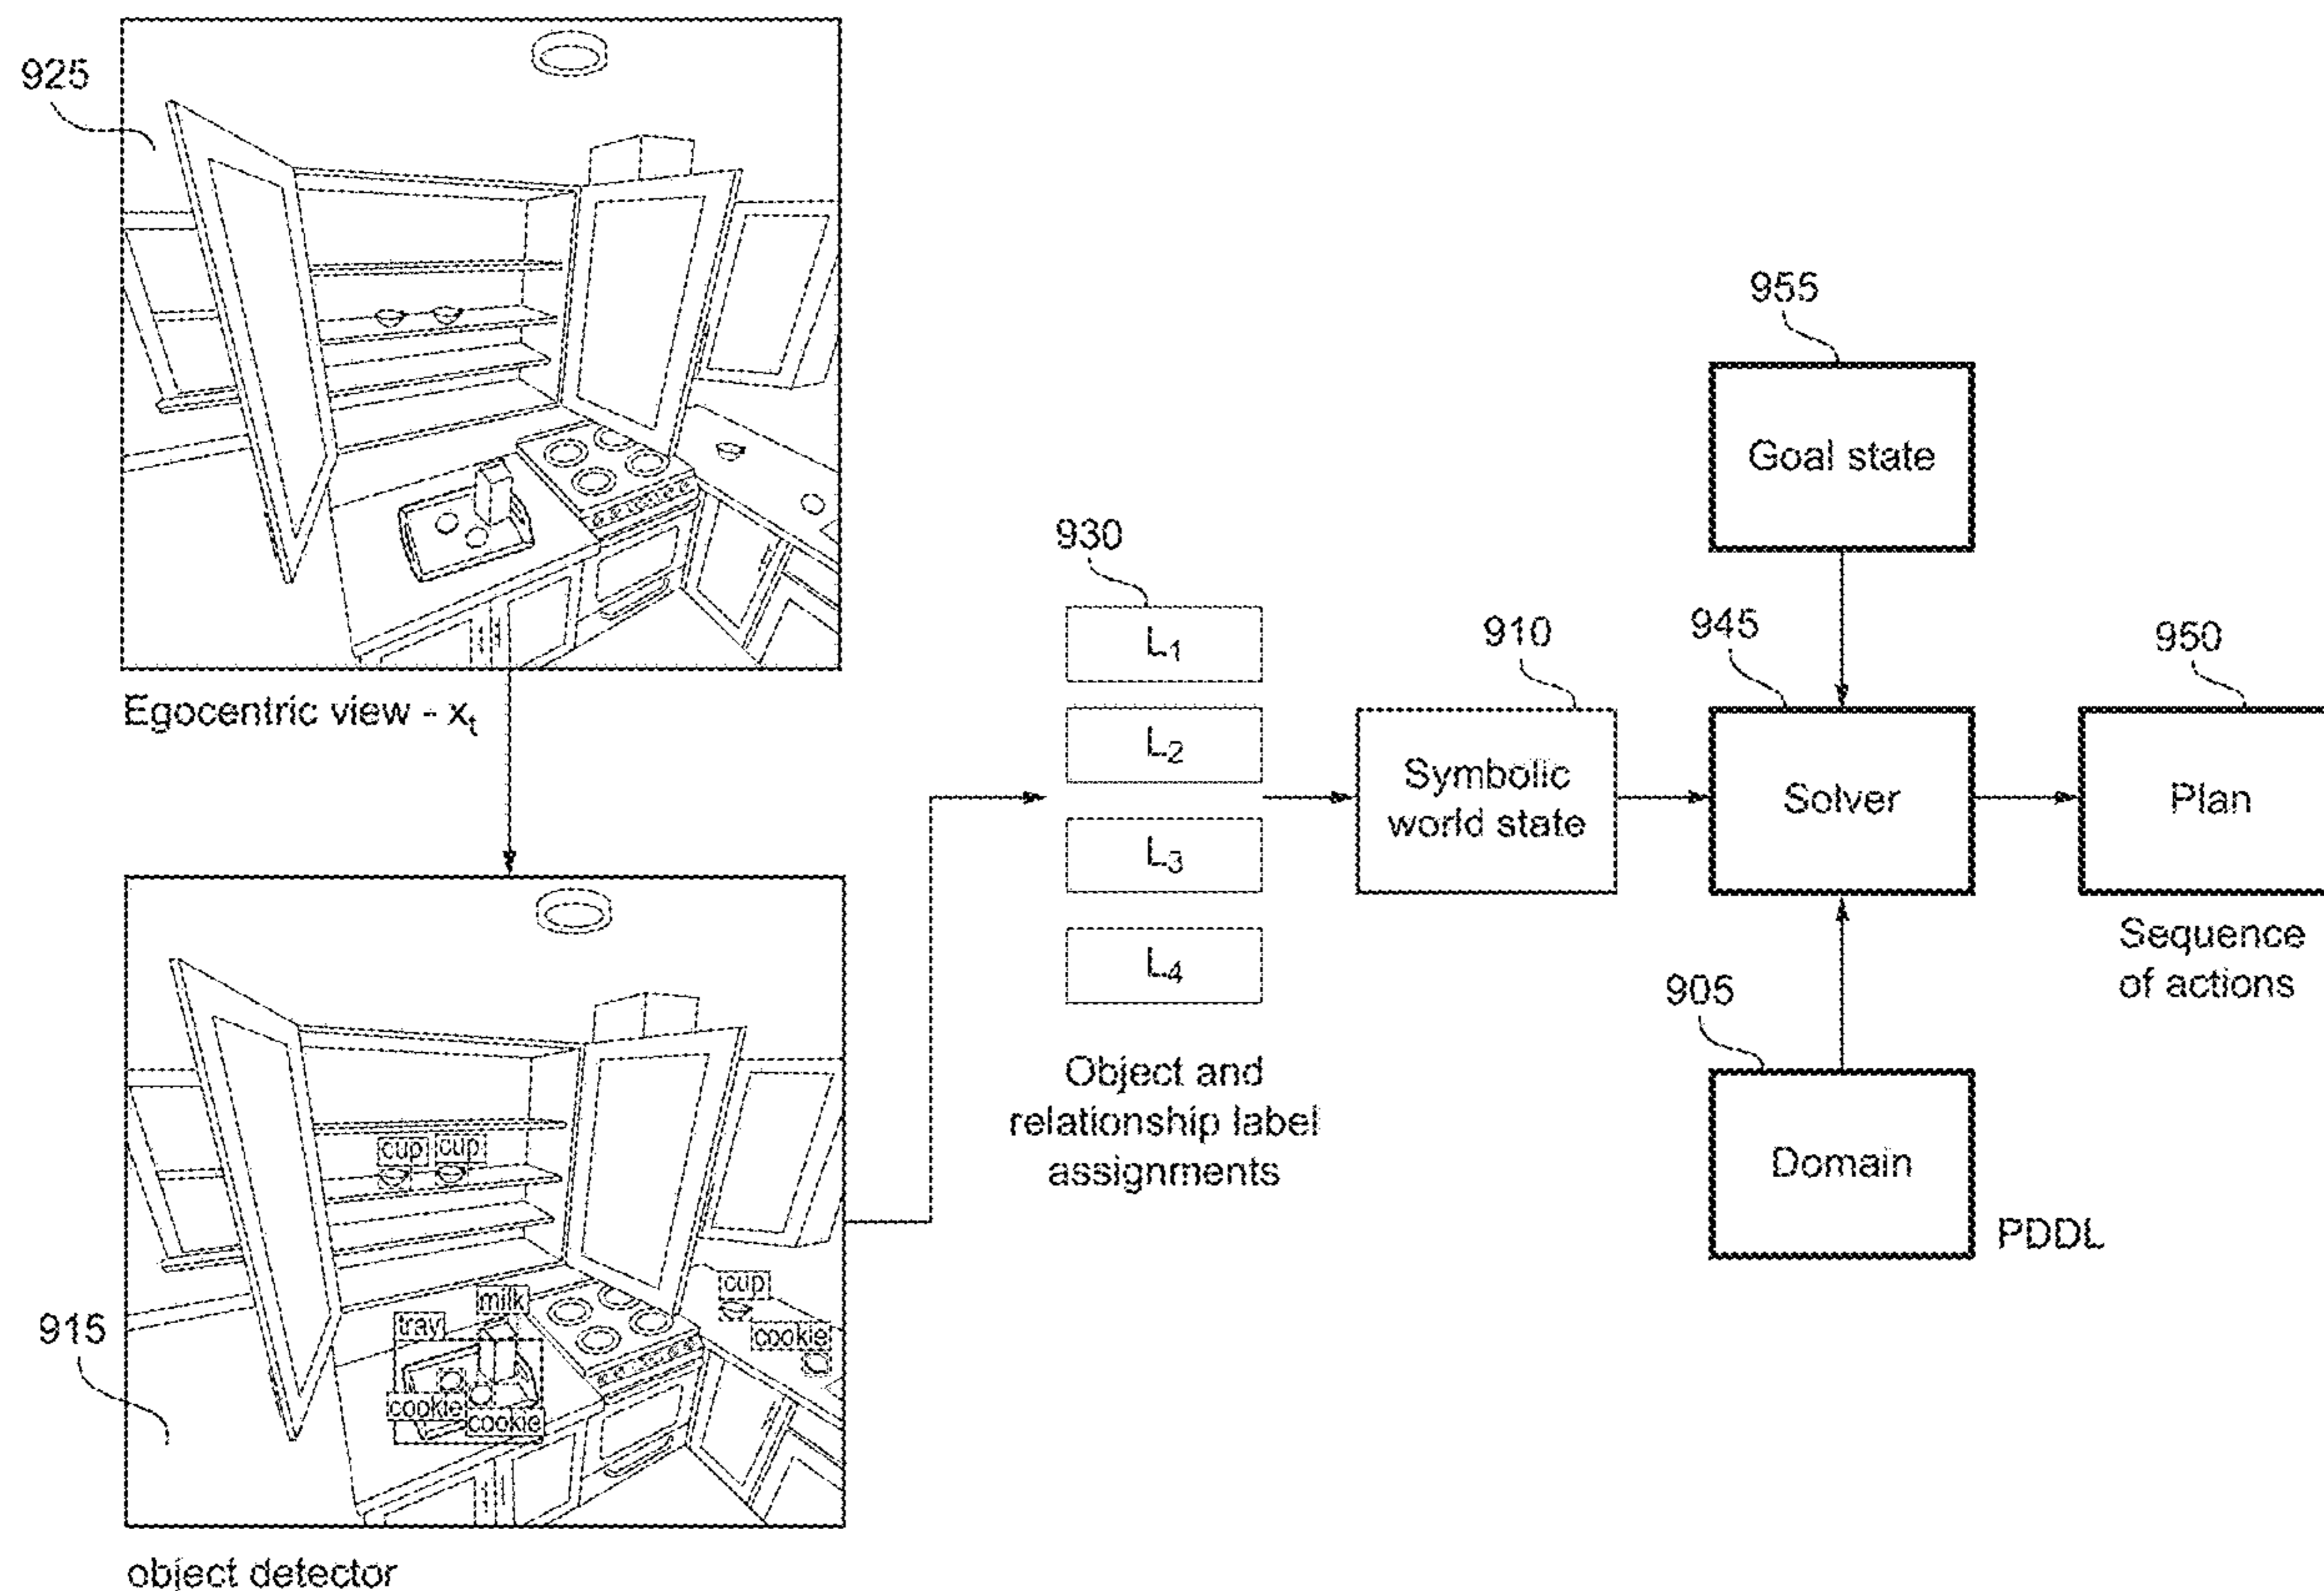 925
Egocentric view - xₜ
cup cup
cup
milk
tray
cookie
cookie
cookie
915
object detector
930
L₁
L₂
L₃
L₄
Object and
relationship label
assignments
910
Symbolic
world state
955
Goal state
945
Solver
905
Domain
PDDL
950
Plan
Sequence
of actions